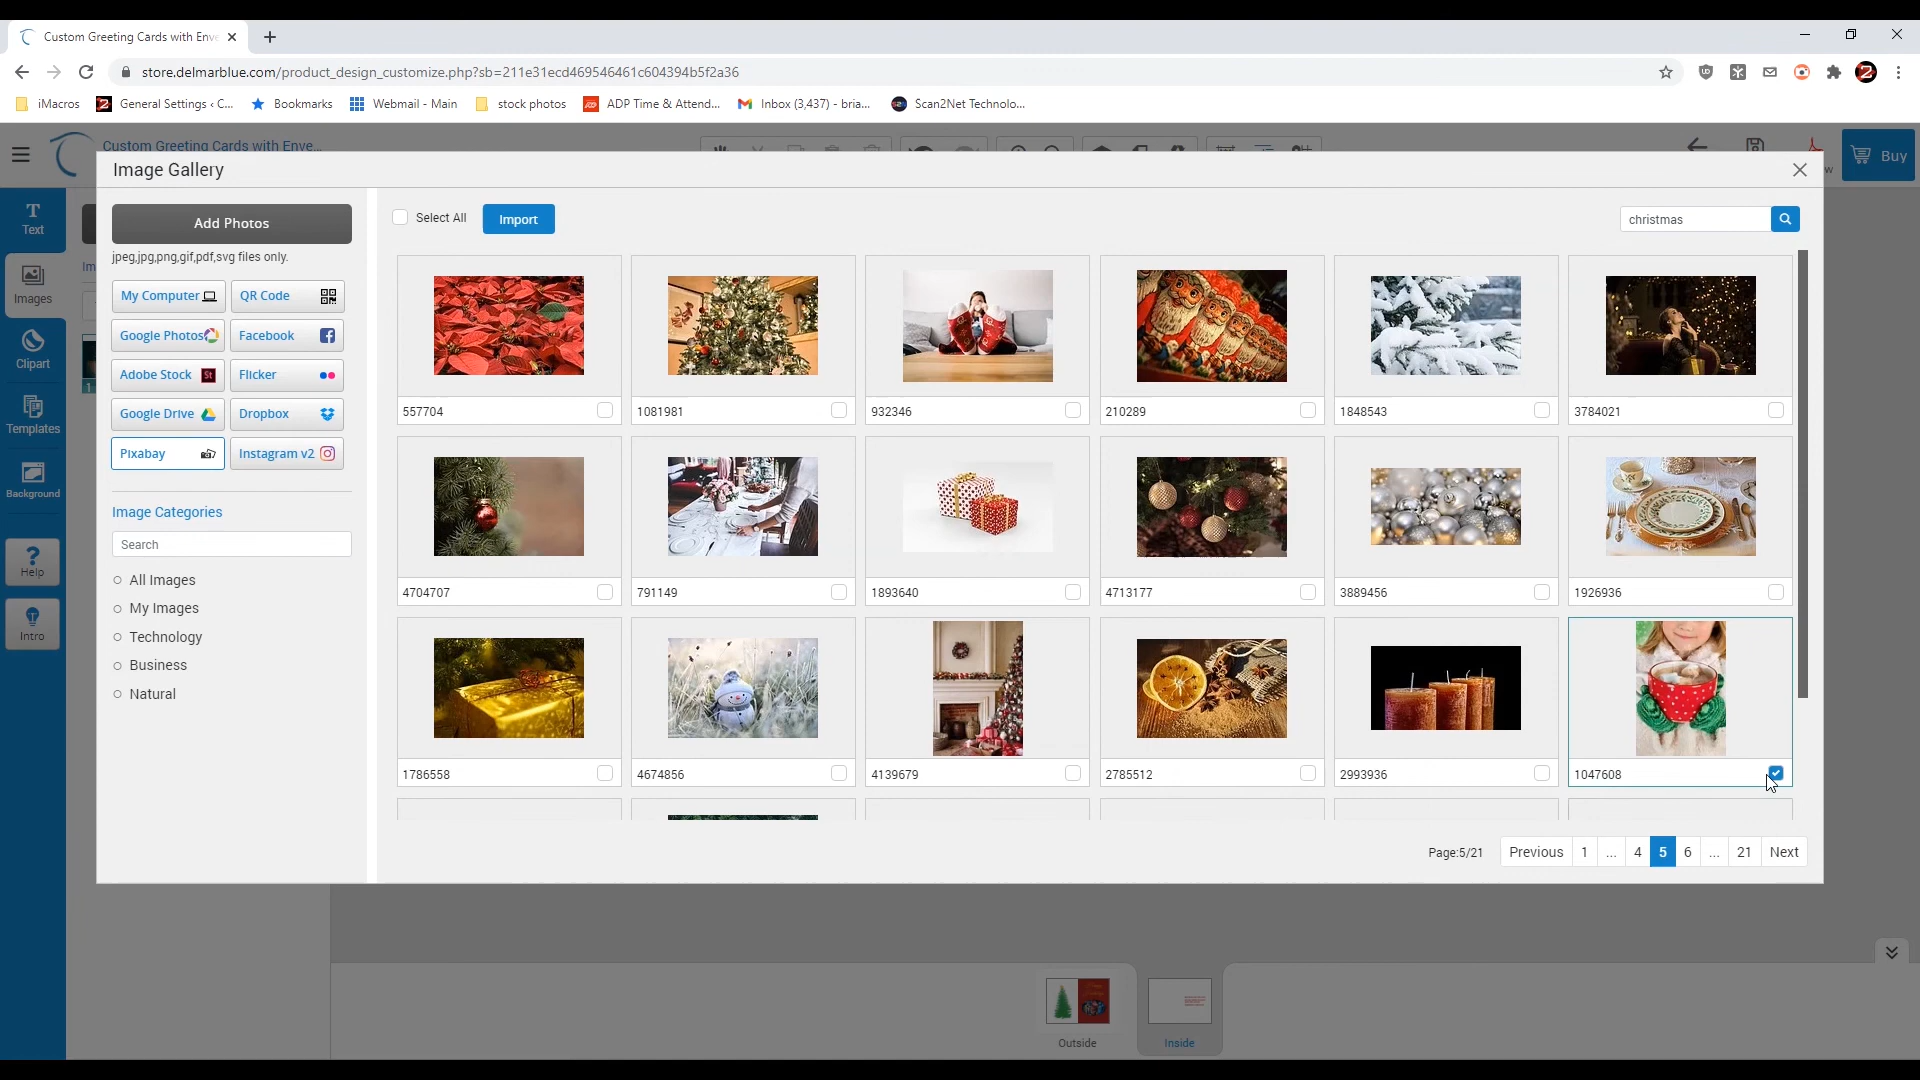 Custom Greeting Cards with Enve
store.delmarblue.com/product_design_customize.php?sb=211e31ecd469546461c604394b5f2a36
iMacros
General Settings ‹ C...
Bookmarks
Webmail - Main
stock photos
ADP Time & Attend...
Inbox (3,437) - bria...
Scan2Net Technolo...
Custom Greeting Cards with Enve...
Buy
Image Gallery
Text
Images
Clipart
Templates
Background
Help
Intro
Add Photos
jpeg,jpg,png,gif,pdf,svg files only.
My Computer
QR Code
Google Photos
Facebook
Adobe Stock
St
Flicker
Google Drive
Dropbox
Pixabay
Instagram v2
Image Categories
Search
All Images
My Images
Technology
Business
Natural
Select All
Import
christmas
557704
1081981
932346
210289
1848543
3784021
4704707
791149
1893640
4713177
3889456
1926936
1786558
4674856
4139679
2785512
2993936
1047608
Page:5/21
Previous
1
...
4
5
6
...
21
Next
Outside
Inside